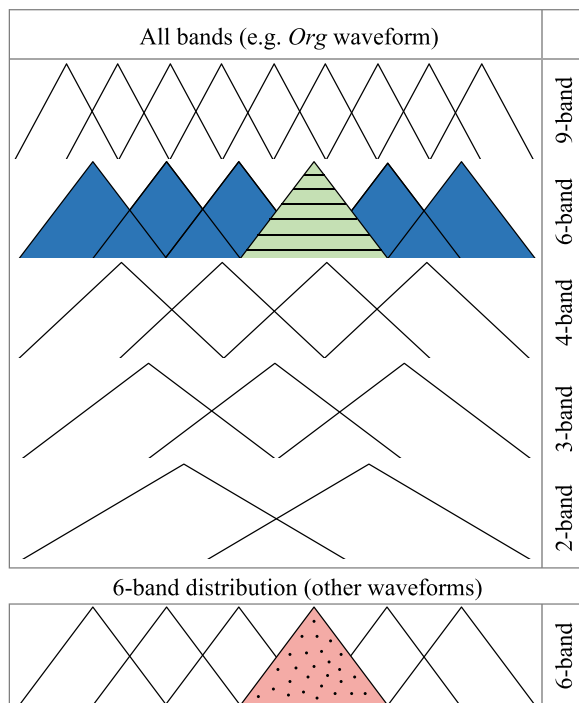 All bands (e.g. Org waveform)
9-band
6-band
4-band
3-band
2-band
6-band distribution (other waveforms)
6-band